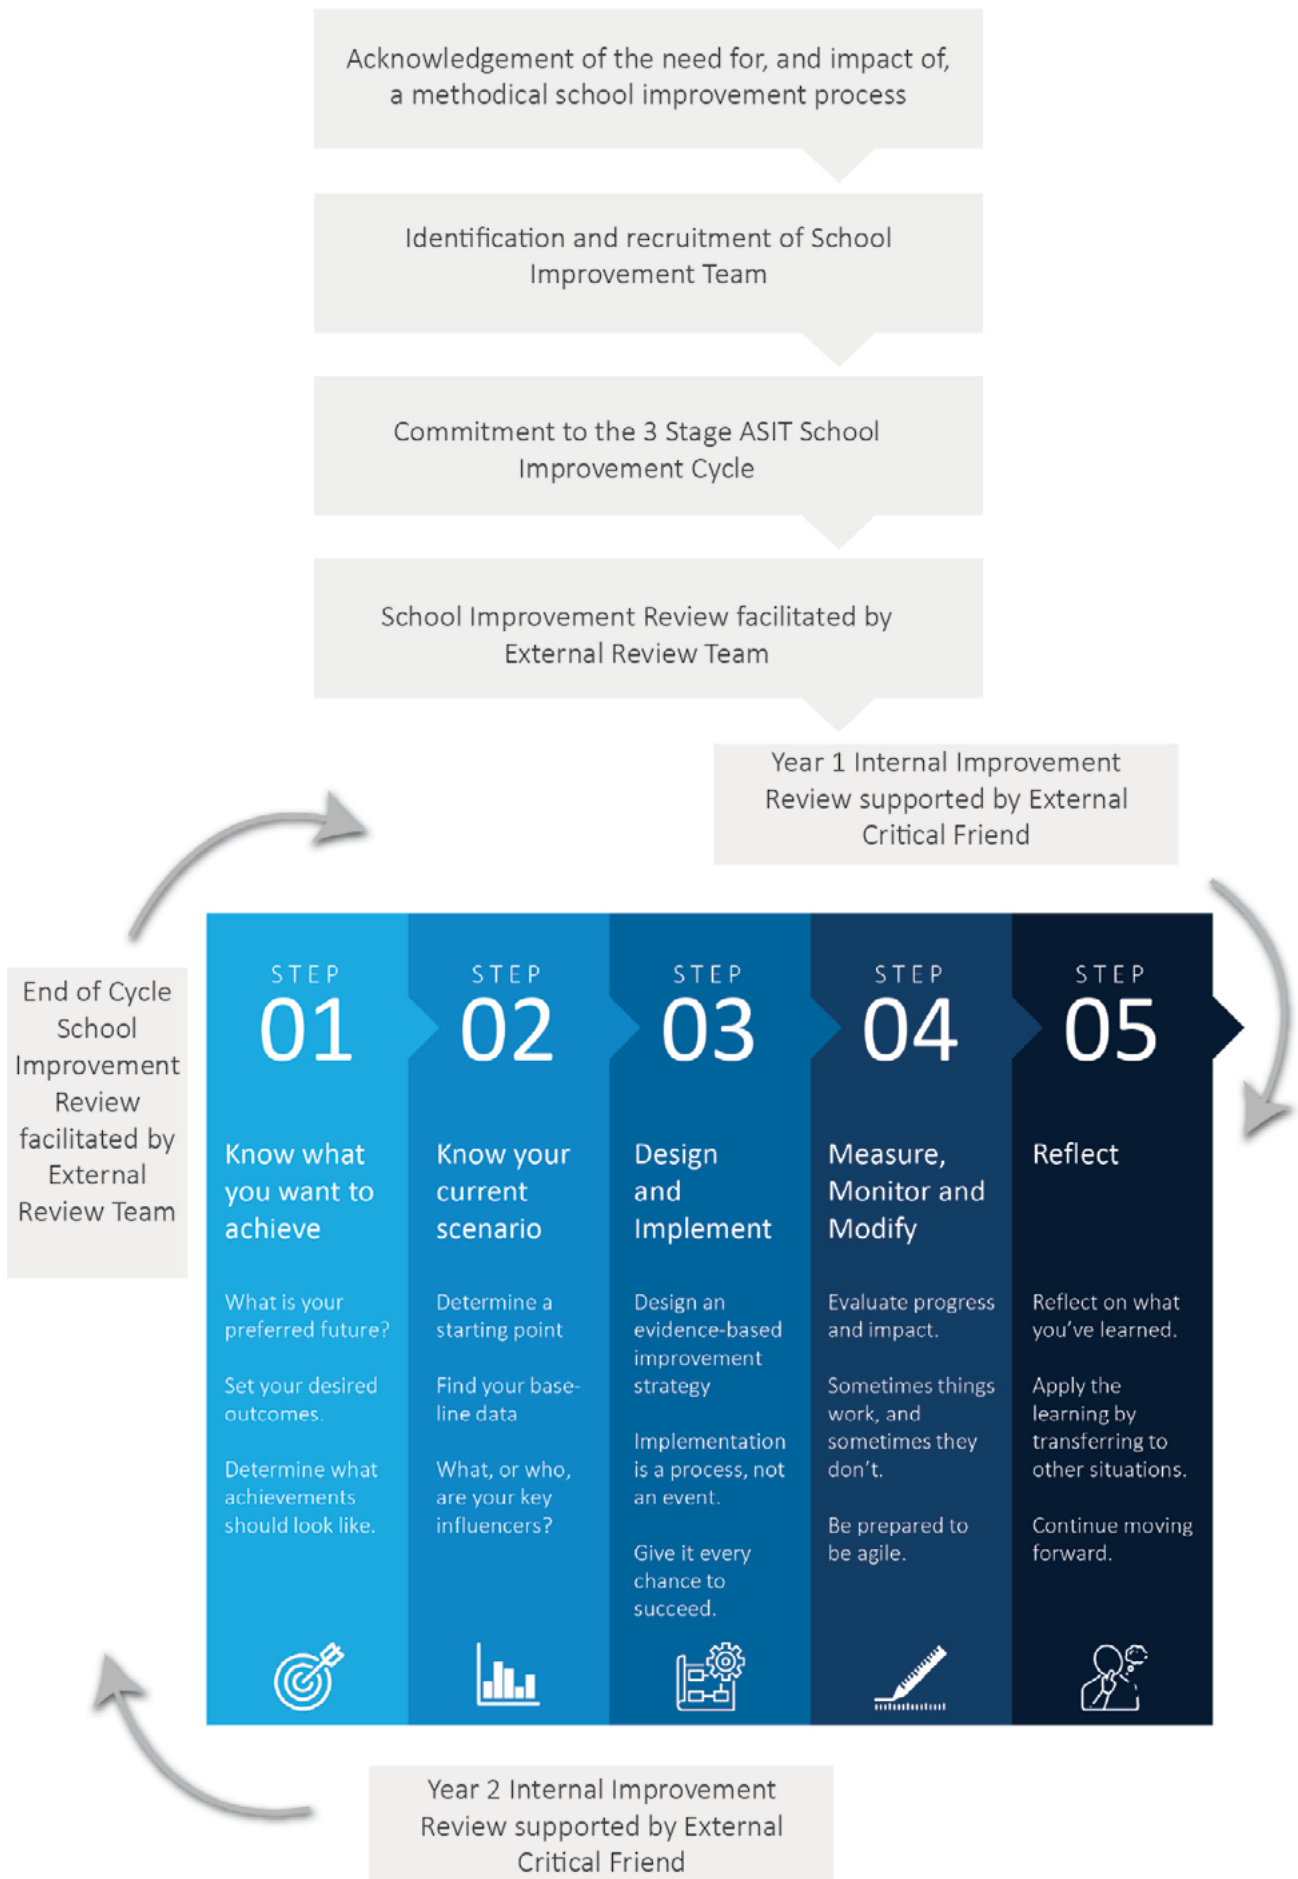 Acknowledgement of the need for, and impact of,
a methodical school improvement process
Identification and recruitment of School
Improvement Team
Commitment to the 3 Stage ASIT School
Improvement Cycle
School Improvement Review facilitated by
External Review Team
Year 1 Internal Improvement
Review supported by External
Critical Friend
End of Cycle
School
Improvement
Review
facilitated by
External
Review Team
STEP
01
Know what
you want to
achieve
What is your
preferred future?
Set your desired
outcomes.
Determine what
achievements
should look like.
STEP
02
Know your
current
scenario
Determine a
starting point
Find your base-
line data
What, or who,
are your key
influencers?
STEP
03
Design
and
Implement
Design an
evidence-based
improvement
strategy
Implementation
is a process, not
an event.
Give it every
chance to
succeed.
STEP
04
Measure,
Monitor and
Modify
Evaluate progress
and impact.
Sometimes things
work, and
sometimes they
don't.
Be prepared to
be agile.
STEP
05
Reflect
Reflect on what
you've learned.
Apply the
learning by
transferring to
other situations.
Continue moving
forward.
Year 2 Internal Improvement
Review supported by External
Critical Friend